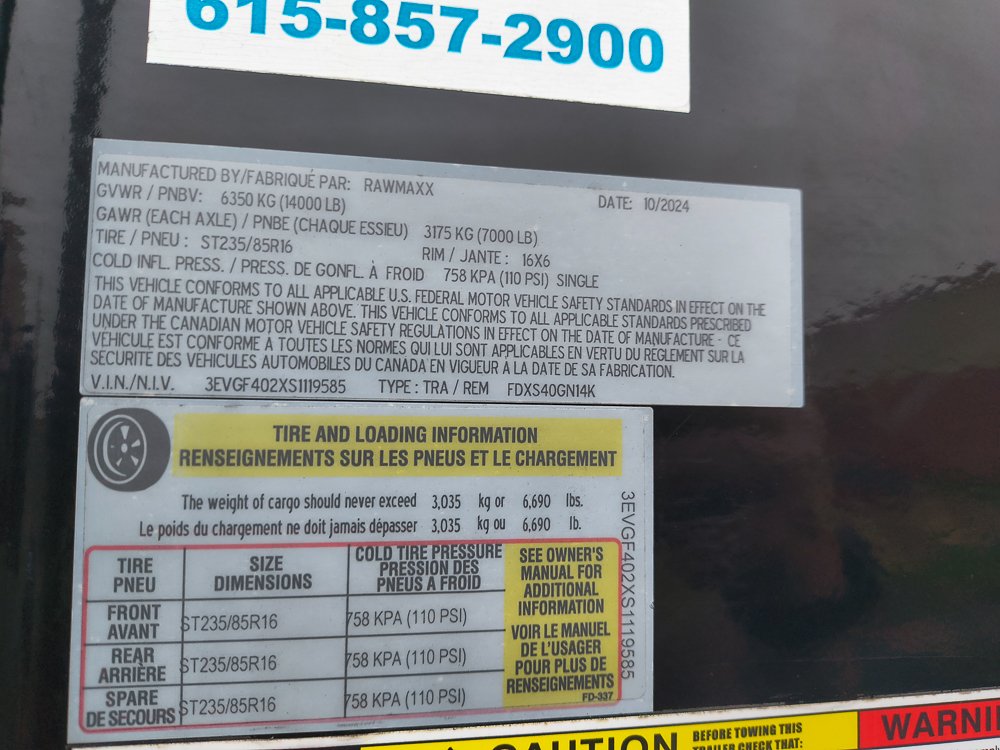 615-857-2900
MANUFACTURED BY/FABRIQUÉ PAR: RAWMAXX DATE: 10/2024
GVWR / PNBV: 6350 KG (14000 LB)
GAWR (EACH AXLE) / PNBE (CHAQUE ESSIEU) 3175 KG (7000 LB)
TIRE / PNEU : ST235/85R16 RIM / JANTE : 16X6
COLD INFL. PRESS. / PRESS. DE GONFL. À FROID 758 KPA (110 PSI) SINGLE
THIS VEHICLE CONFORMS TO ALL APPLICABLE U.S. FEDERAL MOTOR VEHICLE SAFETY STANDARDS IN EFFECT ON THE
DATE OF MANUFACTURE SHOWN ABOVE. THIS VEHICLE CONFORMS TO ALL APPLICABLE STANDARDS PRESCRIBED
UNDER THE CANADIAN MOTOR VEHICLE SAFETY REGULATIONS IN EFFECT ON THE DATE OF MANUFACTURE - CE
VÉHICULE EST CONFORME A TOUTES LES NORMES QUI LUI SONT APPLICABLES EN VERTU DU RÈGLEMENT SUR LA
SÉCURITÉ DES VÉHICULES AUTOMOBILES DU CANADA EN VIGUEUR A LA DATE DE SA FABRICATION.
V.I.N./N.I.V. 3EVGF402XS1119585 TYPE : TRA / REM FDXS40GN14K
TIRE AND LOADING INFORMATION
RENSEIGNEMENTS SUR LES PNEUS ET LE CHARGEMENT
The weight of cargo should never exceed 3,035 kg or 6,690 lbs.
Le poids du chargement ne doit jamais dépasser 3,035 kg ou 6,690 lb.
TIRE
PNEU
SIZE
DIMENSIONS
COLD TIRE PRESSURE
PRESSION DES
PNEUS A FROID
FRONT
AVANT
ST235/85R16
758 KPA (110 PSI)
REAR
ARRIÈRE
ST235/85R16
758 KPA (110 PSI)
SPARE
DE SECOURS
ST235/85R16
758 KPA (110 PSI)
SEE OWNER'S
MANUAL FOR
ADDITIONAL
INFORMATION
VOIR LE MANUEL
DE L'USAGER
POUR PLUS DE
RENSEIGNEMENTS
FD-337
3EVGF402XS1119585
CAUTION
BEFORE TOWING THIS
TRAILER CHECK THAT:
WARNI